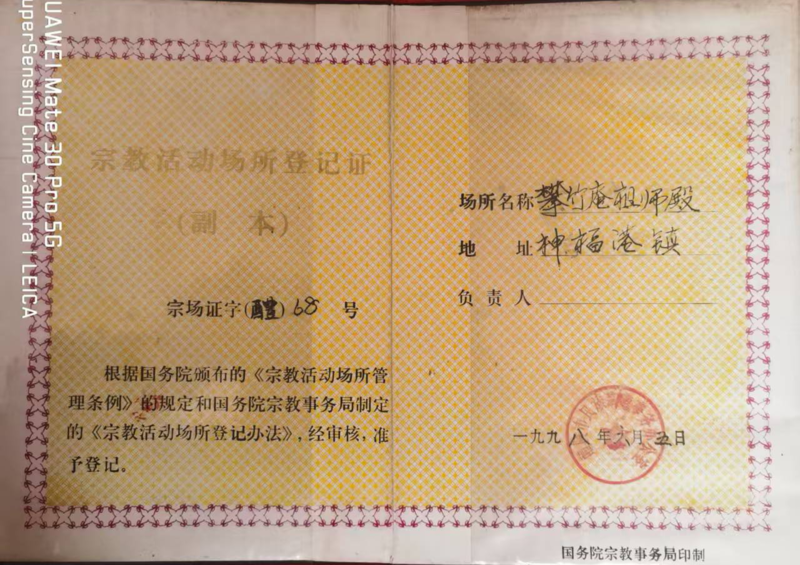 HUAWEI Mate 30 Pro 5G
SuperSensing Cine Camera | LEICA
宗教活动场所登记证
(副 本)
宗场证字(醴)68 号
根据国务院颁布的《宗教活动场所管
理条例》的规定和国务院宗教事务局制定
的《宗教活动场所登记办法》，经审核，准
予登记。
场所名称 攀竹庵祖师殿
地 址 神福港镇
负责人
一九九八年六月五日
国务院宗教事务局印制